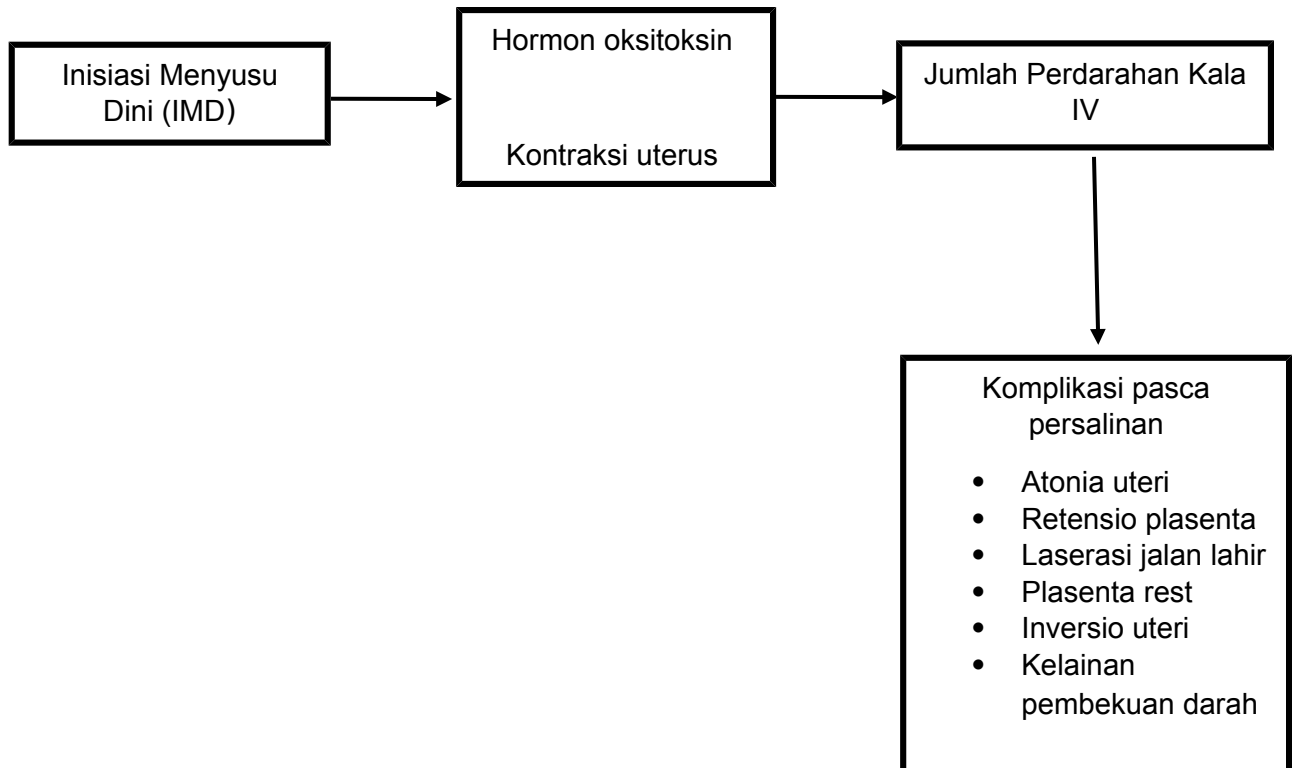 Inisiasi Menyusu
Dini (IMD)
Hormon oksitoksin
Kontraksi uterus
Jumlah Perdarahan Kala
IV
Komplikasi pasca
persalinan
• Atonia uteri
• Retensio plasenta
• Laserasi jalan lahir
• Plasenta rest
• Inversio uteri
• Kelainan
pembekuan darah